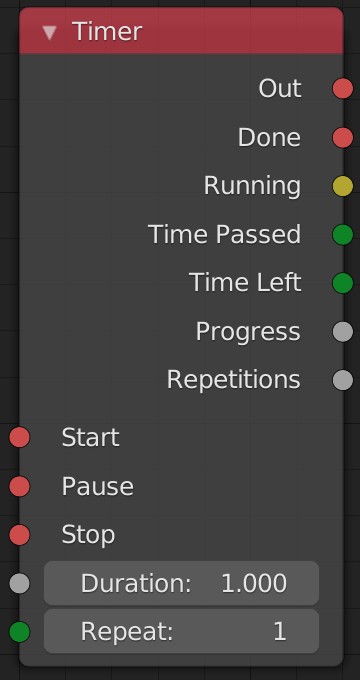 Timer
Out
Done
Running
Time Passed
Time Left
Progress
Repetitions
Start
Pause
Stop
Duration: 1.000
Repeat: 1